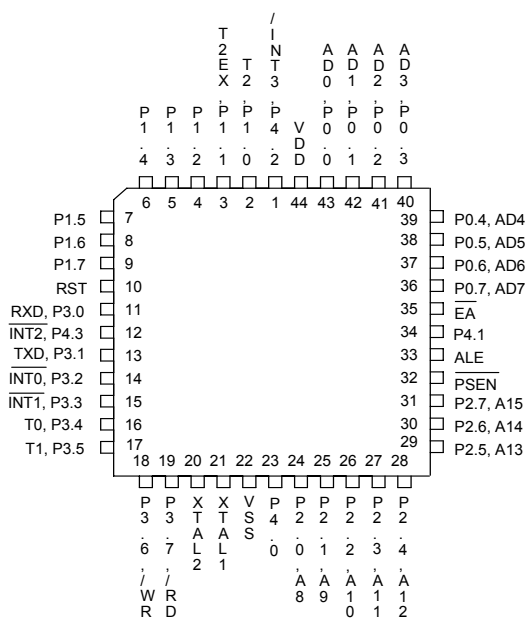 P1.4
P1.3
P1.2
T2EX,P1.1
T2,P1.0
/INT3,P4.2
VDD
AD0,P0.0
AD1,P0.1
AD2,P0.2
AD3,P0.3
6 5 4 3 2 1 44 43 42 41 40
P1.5 7
P1.6 8
P1.7 9
RST 10
RXD, P3.0 11
INT2, P4.3 12
TXD, P3.1 13
INT0, P3.2 14
INT1, P3.3 15
T0, P3.4 16
T1, P3.5 17
39 P0.4, AD4
38 P0.5, AD5
37 P0.6, AD6
36 P0.7, AD7
35 EA
34 P4.1
33 ALE
32 PSEN
31 P2.7, A15
30 P2.6, A14
29 P2.5, A13
18 19 20 21 22 23 24 25 26 27 28
P3.6,/WR
P3.7,/RD
XTAL2
XTAL1
VSS
P4.0
P2.0,A8
P2.1,A9
P2.2,A10
P2.3,A11
P2.4,A12